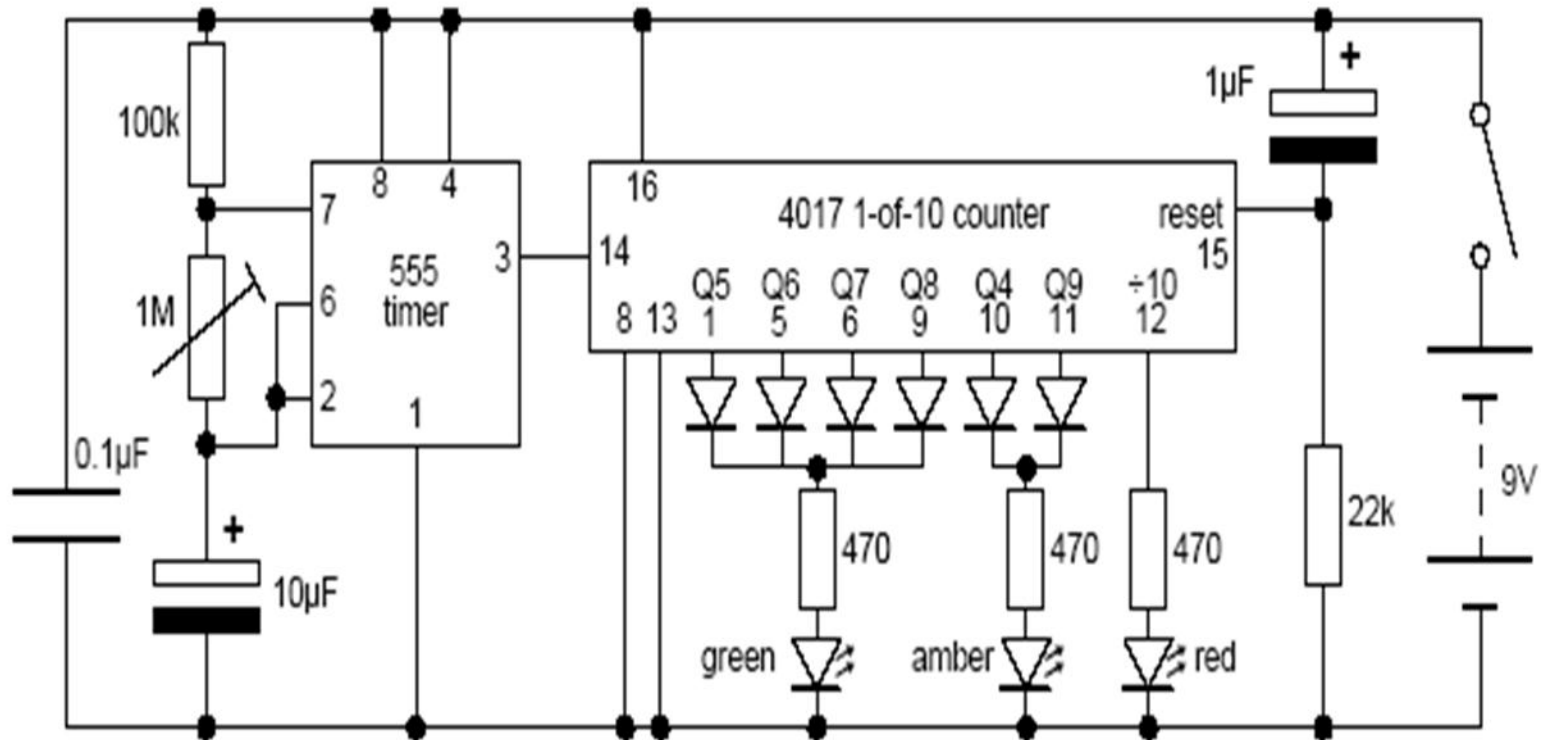 +
1µF
100k
8 4
16
7
4017 1-of-10 counter
reset
3
14
15
555
timer
Q5 Q6 Q7 Q8 Q4 Q9 ÷10
1M
6
8 13 1 5 6 9 10 11 12
2
1
0.1µF
9V
22k
+
470 470 470
10µF
green amber red